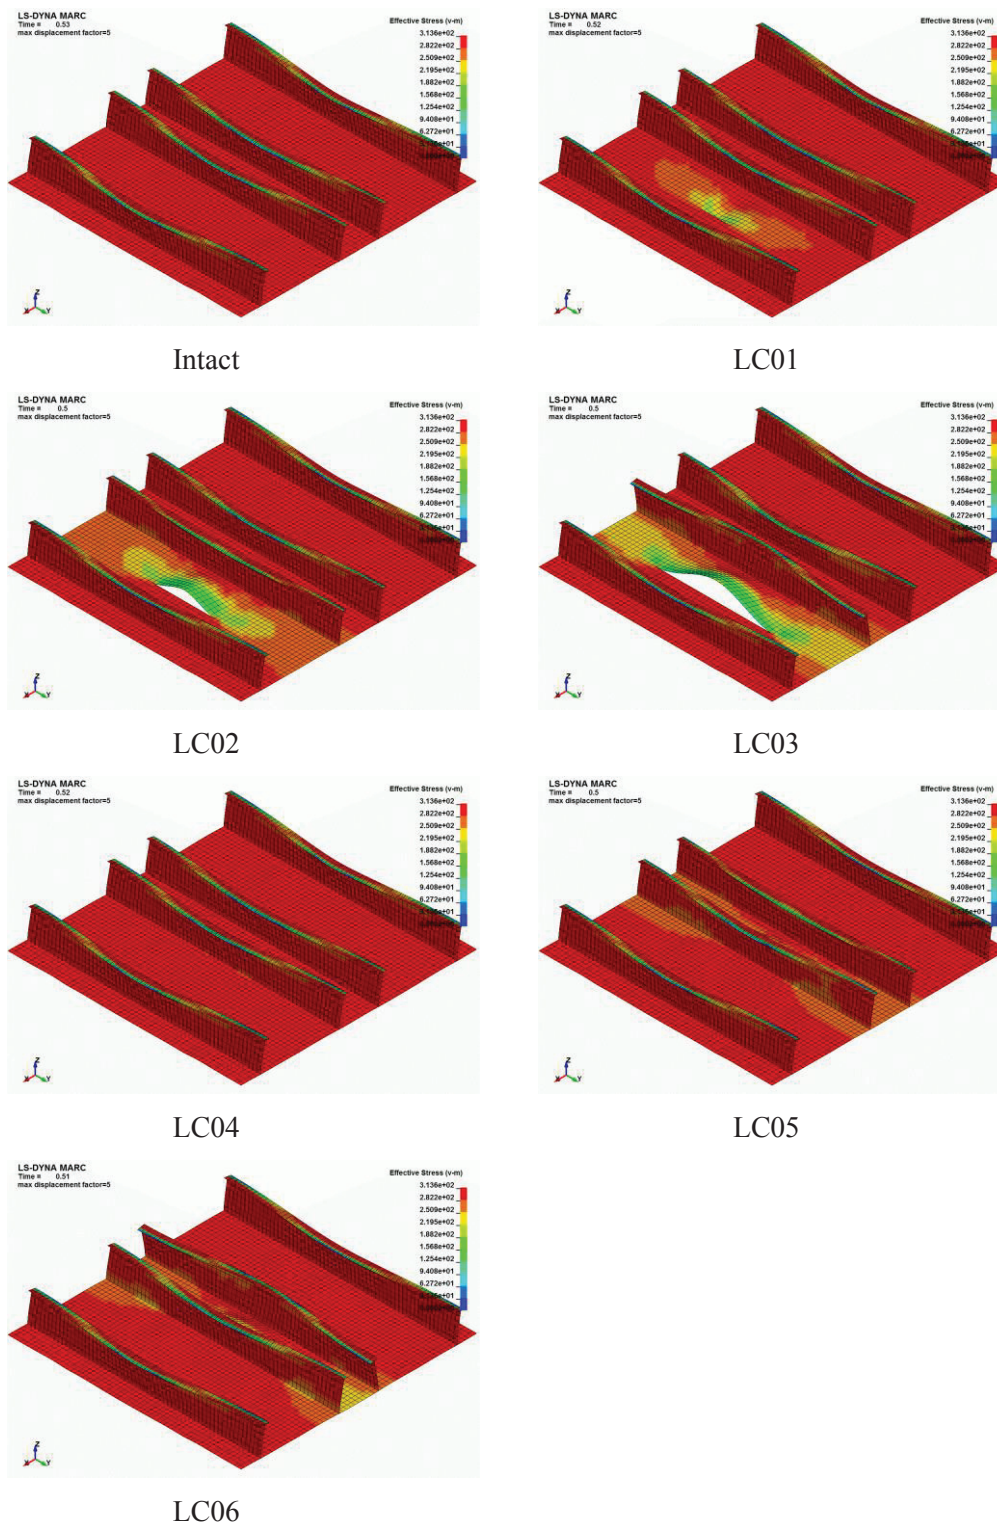 LS-DYNA MARC
Time = 0.53
max displacement factor=5
Effective Stress (v-m)
3.136e+02
2.822e+02
2.509e+02
2.195e+02
1.882e+02
1.568e+02
1.254e+02
9.408e+01
6.272e+01
X
Y
Z
Intact
LS-DYNA MARC
Time = 0.52
max displacement factor=5
Effective Stress (v-m)
3.136e+02
2.822e+02
2.509e+02
2.195e+02
1.882e+02
1.568e+02
1.254e+02
9.408e+01
6.272e+01
X
Y
Z
LC01
LS-DYNA MARC
Time = 0.5
max displacement factor=5
Effective Stress (v-m)
3.136e+02
2.822e+02
2.509e+02
2.195e+02
1.882e+02
1.568e+02
1.254e+02
9.408e+01
6.272e+01
X
Y
Z
LC02
LS-DYNA MARC
Time = 0.5
max displacement factor=5
Effective Stress (v-m)
3.136e+02
2.822e+02
2.509e+02
2.195e+02
1.882e+02
1.568e+02
1.254e+02
9.408e+01
6.272e+01
X
Y
Z
LC03
LS-DYNA MARC
Time = 0.52
max displacement factor=5
Effective Stress (v-m)
3.136e+02
2.822e+02
2.509e+02
2.195e+02
1.882e+02
1.568e+02
1.254e+02
9.408e+01
6.272e+01
X
Y
Z
LC04
LS-DYNA MARC
Time = 0.5
max displacement factor=5
Effective Stress (v-m)
3.136e+02
2.822e+02
2.509e+02
2.195e+02
1.882e+02
1.568e+02
1.254e+02
9.408e+01
6.272e+01
X
Y
Z
LC05
LS-DYNA MARC
Time = 0.51
max displacement factor=5
Effective Stress (v-m)
3.136e+02
2.822e+02
2.509e+02
2.195e+02
1.882e+02
1.568e+02
1.254e+02
9.408e+01
6.272e+01
X
Y
Z
LC06